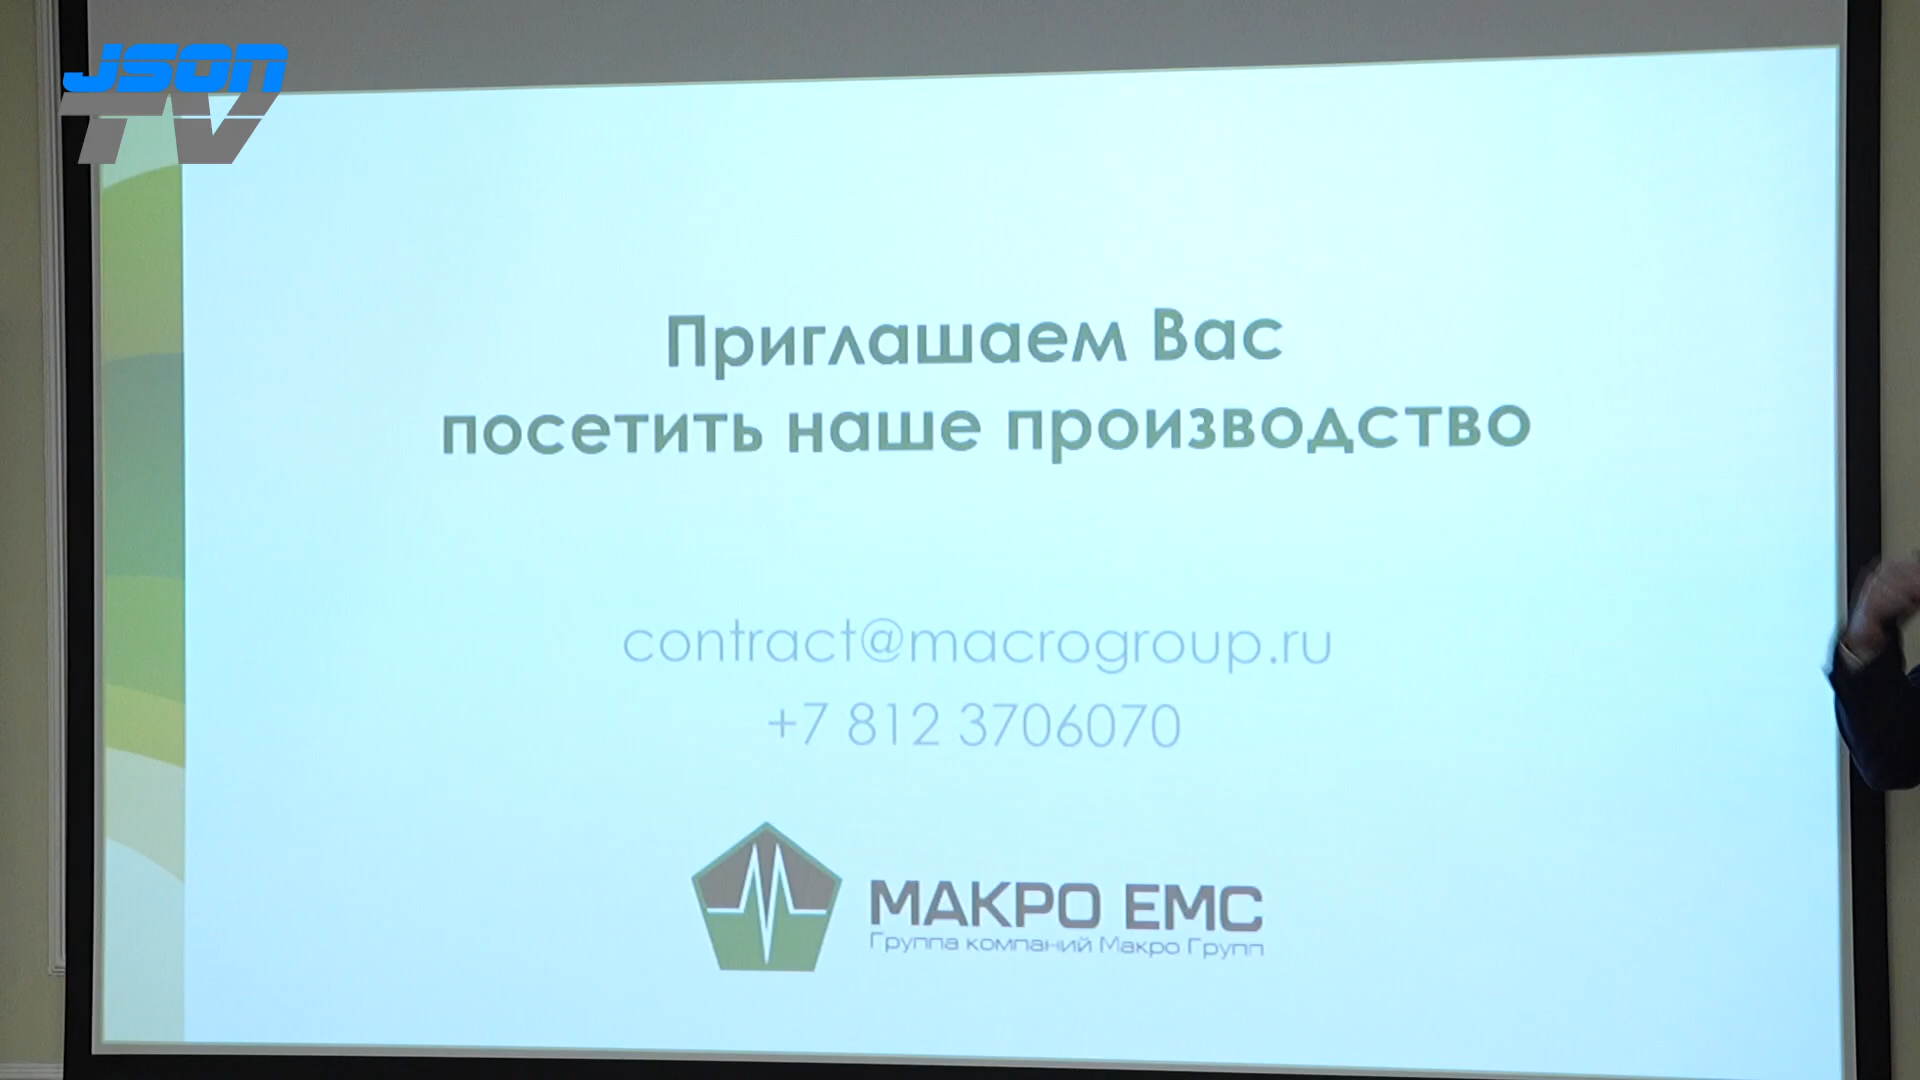 JSON
TV
Приглашаем Вас
посетить наше производство
contract@macrogroup.ru
+7 812 3706070
МАКРО ЕМС
Группа компаний Макро Групп